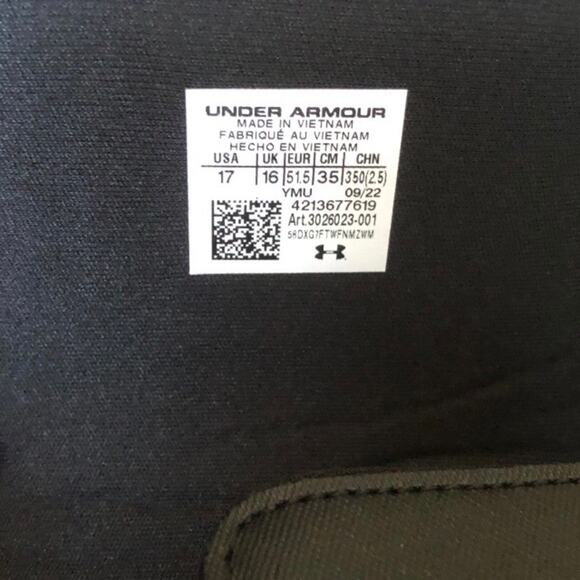 UNDER ARMOUR
MADE IN VIETNAM
FABRIQUÉ AU VIETNAM
HECHO EN VIETNAM
USA UK EUR CM CHN
17 16 51.5 35 350(2.5)
YMU 09/22
4213677619
Art.3026023-001
58DXG7FTWFNMZWM